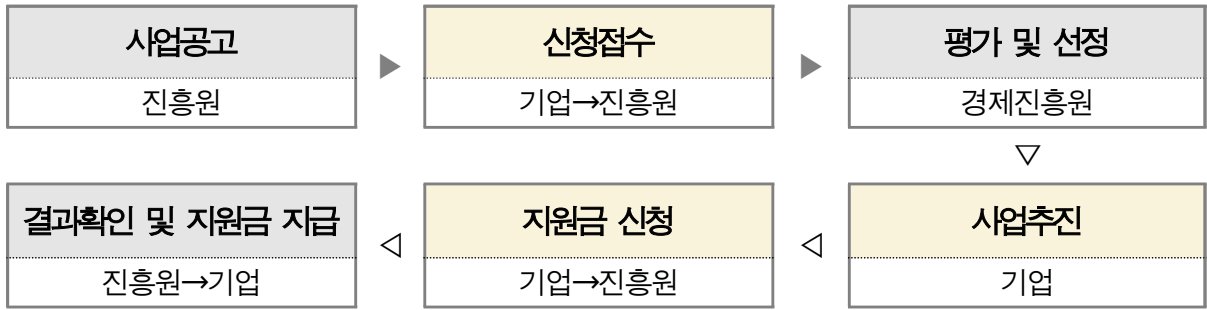 사업공고
진흥원
▶
신청접수
기업→진흥원
▶
평가 및 선정
경제진흥원
▽
사업추진
기업
◁
지원금 신청
기업→진흥원
◁
결과확인 및 지원금 지급
진흥원→기업